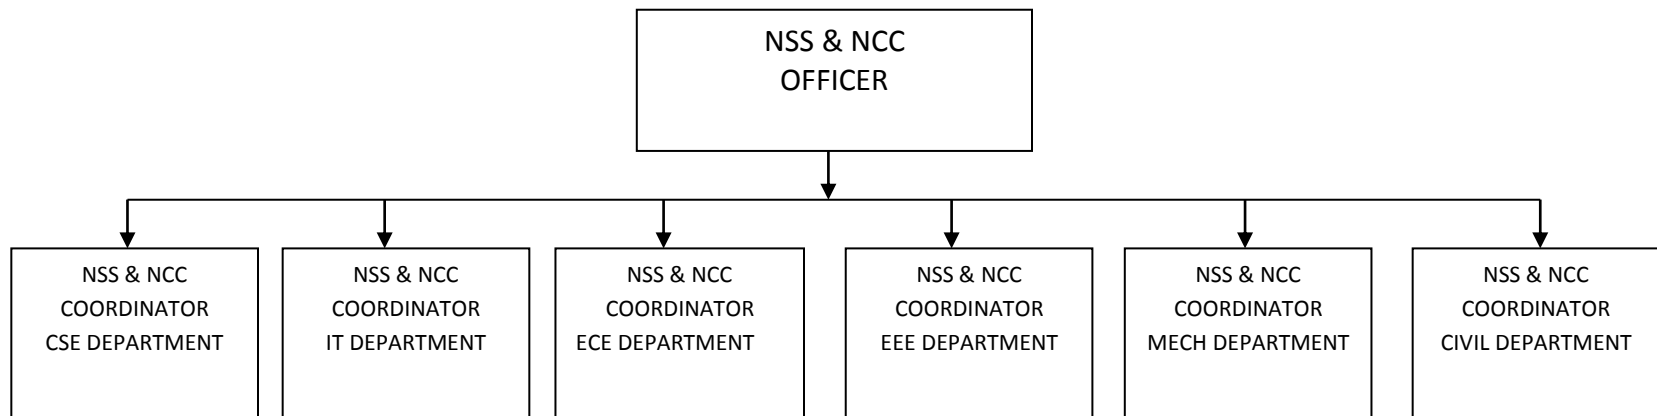 NSS & NCC
OFFICER
NSS & NCC
COORDINATOR
CSE DEPARTMENT
NSS & NCC
COORDINATOR
IT DEPARTMENT
NSS & NCC
COORDINATOR
ECE DEPARTMENT
NSS & NCC
COORDINATOR
EEE DEPARTMENT
NSS & NCC
COORDINATOR
MECH DEPARTMENT
NSS & NCC
COORDINATOR
CIVIL DEPARTMENT